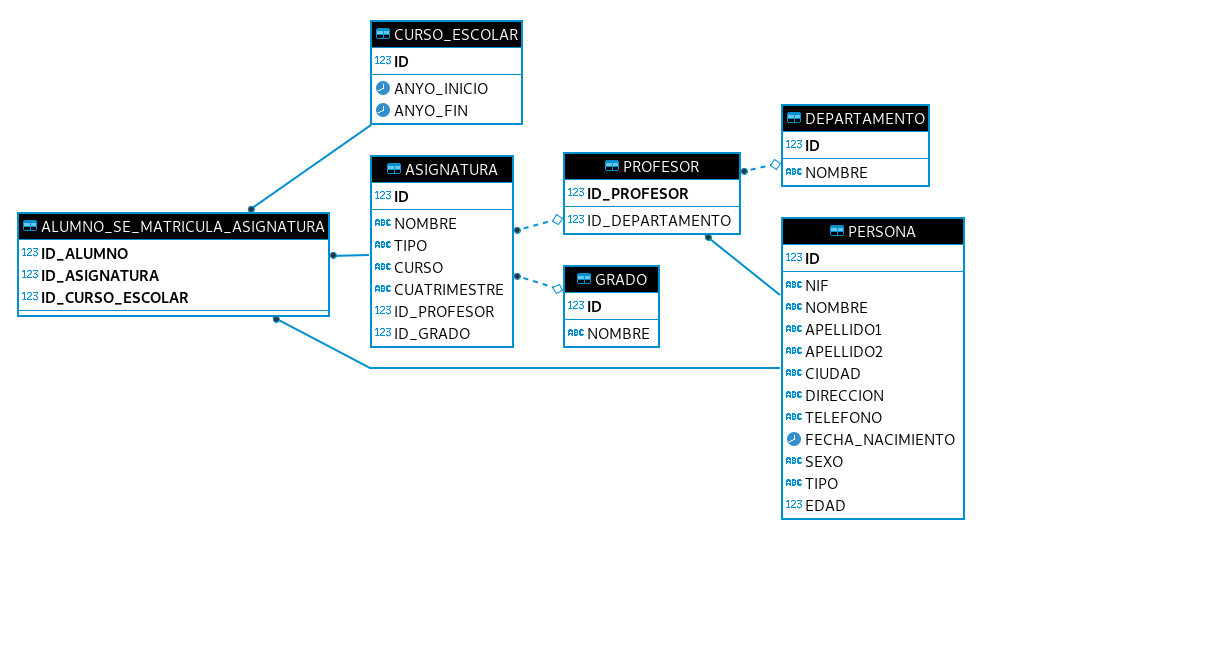 CURSO_ESCOLAR
123 ID
ANYO_INICIO
ANYO_FIN
ALUMNO_SE_MATRICULA_ASIGNATURA
123 ID_ALUMNO
123 ID_ASIGNATURA
123 ID_CURSO_ESCOLAR
ASIGNATURA
123 ID
ABC NOMBRE
ABC TIPO
ABC CURSO
ABC CUATRIMESTRE
123 ID_PROFESOR
123 ID_GRADO
PROFESOR
123 ID_PROFESOR
123 ID_DEPARTAMENTO
GRADO
123 ID
ABC NOMBRE
DEPARTAMENTO
123 ID
ABC NOMBRE
PERSONA
123 ID
ABC NIF
ABC NOMBRE
ABC APELLIDO1
ABC APELLIDO2
ABC CIUDAD
ABC DIRECCION
ABC TELEFONO
FECHA_NACIMIENTO
ABC SEXO
ABC TIPO
123 EDAD